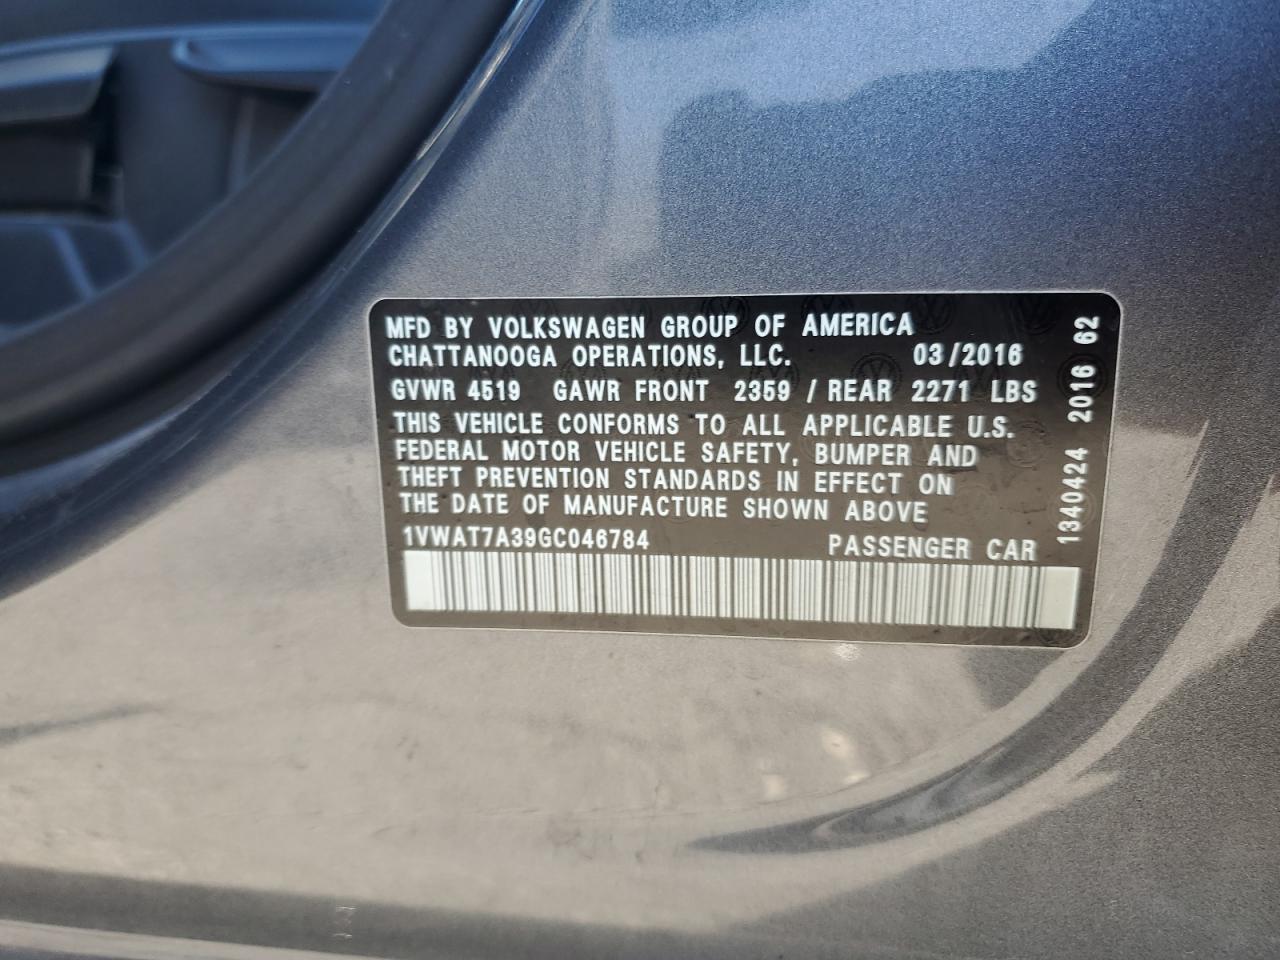 MFD BY VOLKSWAGEN GROUP OF AMERICA
CHATTANOOGA OPERATIONS, LLC. 03/2016
GVWR 4519 GAWR FRONT 2359 / REAR 2271 LBS
THIS VEHICLE CONFORMS TO ALL APPLICABLE U.S.
FEDERAL MOTOR VEHICLE SAFETY, BUMPER AND
THEFT PREVENTION STANDARDS IN EFFECT ON
THE DATE OF MANUFACTURE SHOWN ABOVE
1VWAT7A39GC046784 PASSENGER CAR
1340424 2016 62